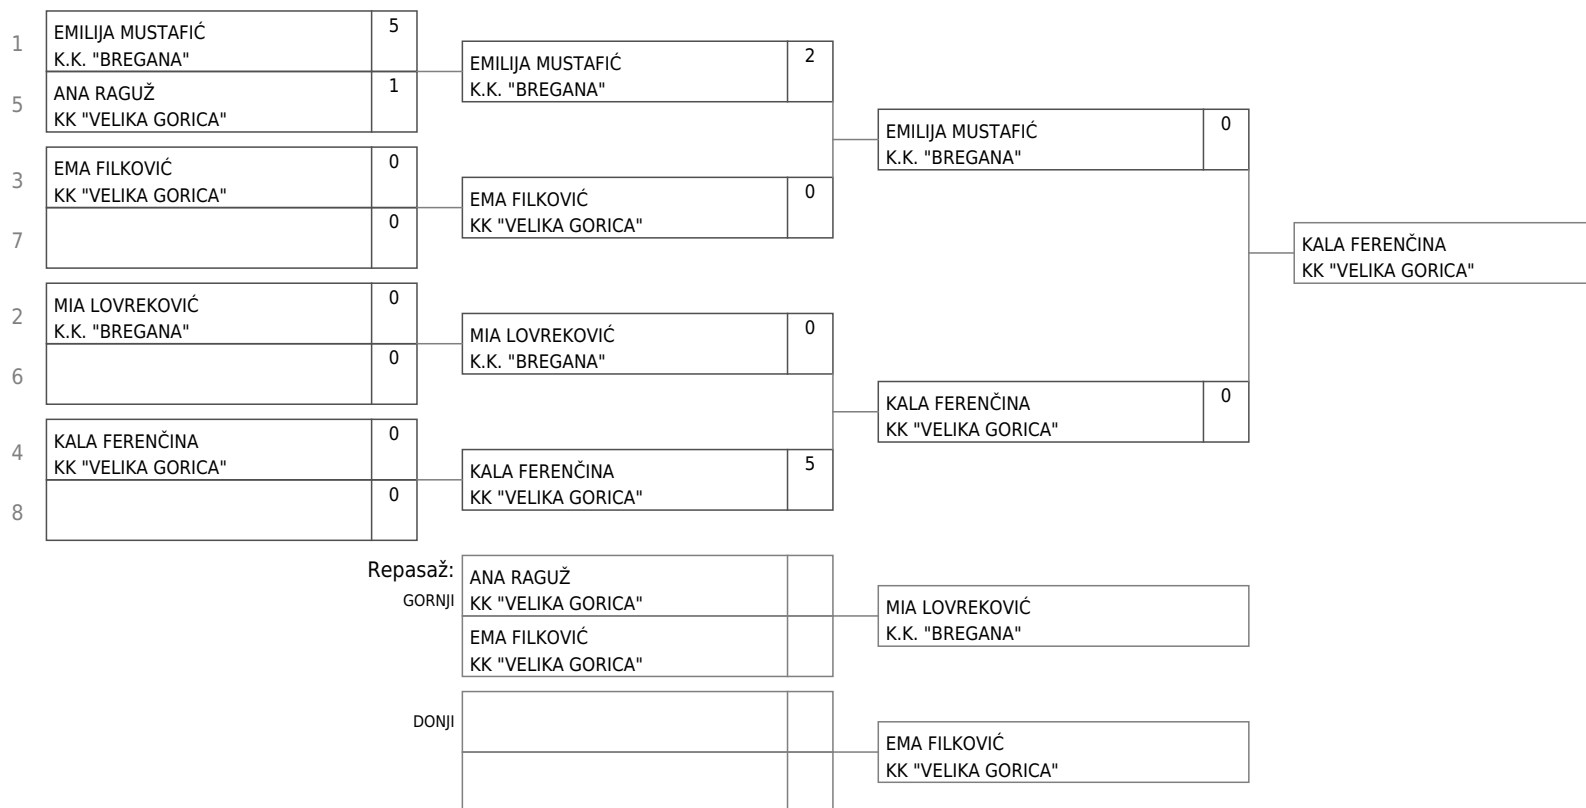 1
EMILIJA MUSTAFIĆ 5
K.K. "BREGANA"
5
ANA RAGUŽ 1
KK "VELIKA GORICA"
3
EMA FILKOVIĆ 0
KK "VELIKA GORICA"
7
0
2
MIA LOVREKOVIĆ 0
K.K. "BREGANA"
6
0
4
KALA FERENČINA 0
KK "VELIKA GORICA"
8
0
EMILIJA MUSTAFIĆ 2
K.K. "BREGANA"
EMA FILKOVIĆ 0
KK "VELIKA GORICA"
MIA LOVREKOVIĆ 0
K.K. "BREGANA"
KALA FERENČINA 5
KK "VELIKA GORICA"
EMILIJA MUSTAFIĆ 0
K.K. "BREGANA"
KALA FERENČINA 0
KK "VELIKA GORICA"
KALA FERENČINA
KK "VELIKA GORICA"
Repasaž:
GORNJI
ANA RAGUŽ
KK "VELIKA GORICA"
EMA FILKOVIĆ
KK "VELIKA GORICA"
MIA LOVREKOVIĆ
K.K. "BREGANA"
DONJI
EMA FILKOVIĆ
KK "VELIKA GORICA"